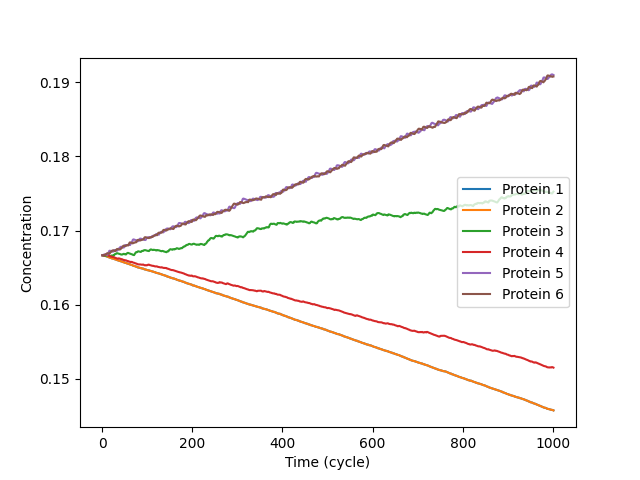 0.19
0.18
0.17
0.16
0.15
Concentration
Protein 1
Protein 2
Protein 3
Protein 4
Protein 5
Protein 6
0 200 400 600 800 1000
Time (cycle)